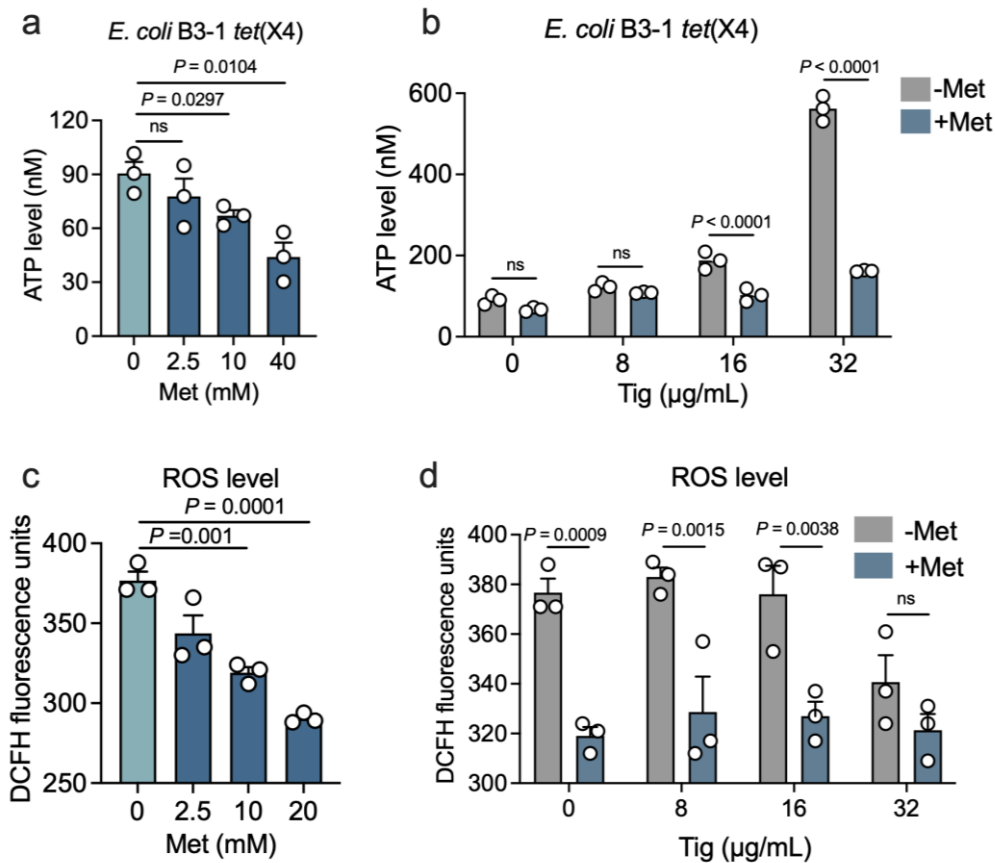 a
E. coli B3-1 tet(X4)
P = 0.0104
P = 0.0297
ns
120
90
60
30
0
ATP level (nM)
0 2.5 10 40
Met (mM)
b
E. coli B3-1 tet(X4)
P < 0.0001
-Met
+Met
600
400
200
0
ATP level (nM)
ns
ns
P < 0.0001
0 8 16 32
Tig (μg/mL)
c
ROS level
P = 0.0001
P =0.001
400
350
300
250
DCFH fluorescence units
0 2.5 10 20
Met (mM)
d
ROS level
-Met
+Met
P = 0.0009 P = 0.0015 P = 0.0038
ns
400
380
360
340
320
300
DCFH fluorescence units
0 8 16 32
Tig (μg/mL)